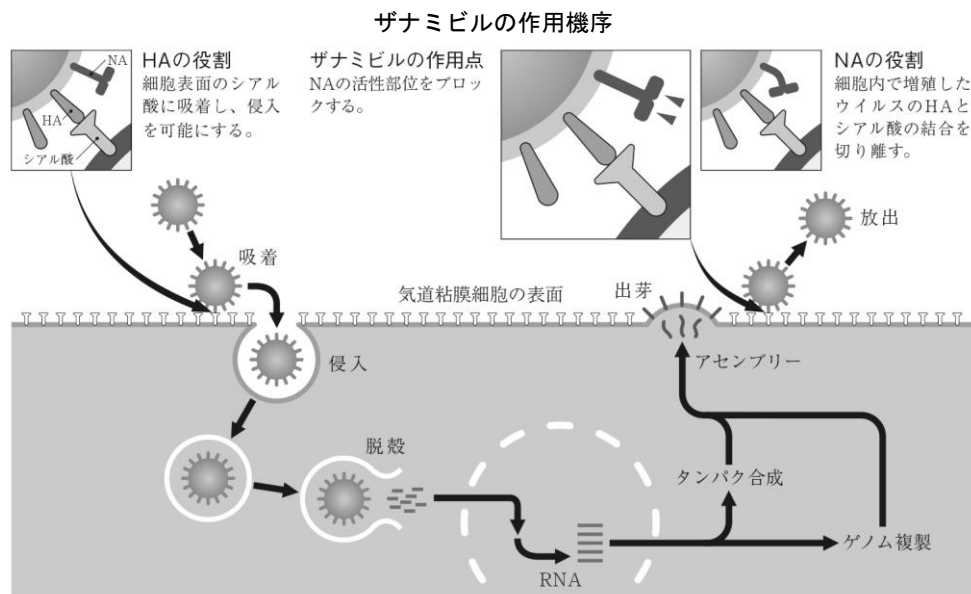 ザナミビルの作用機序
NA
HA
シアル酸
HAの役割
細胞表面のシアル
酸に吸着し、侵入
を可能にする。
ザナミビルの作用点
NAの活性部位をブロッ
クする。
NAの役割
細胞内で増殖した
ウイルスのHAと
シアル酸の結合を
切り離す。
吸着
放出
気道粘膜細胞の表面
出芽
侵入
アセンブリー
脱殻
タンパク合成
ゲノム複製
RNA